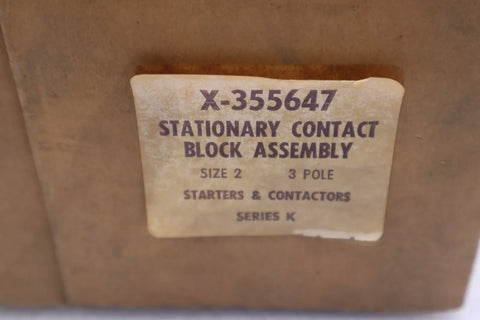 X-355647
STATIONARY CONTACT
BLOCK ASSEMBLY
SIZE 2 3 POLE
STARTERS & CONTACTORS
SERIES K